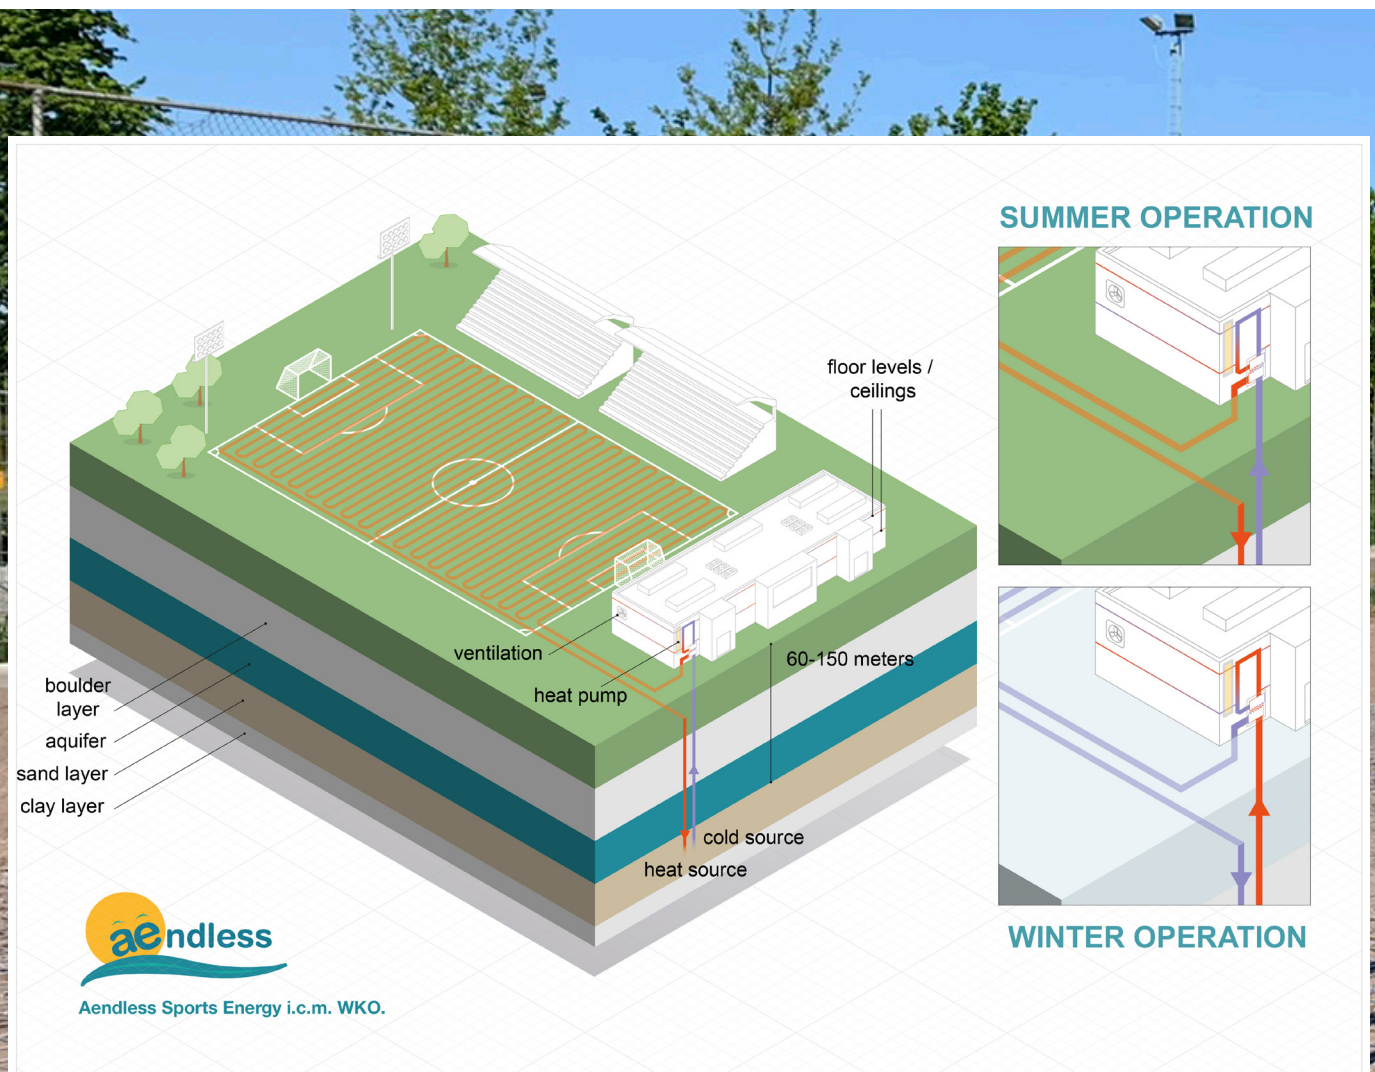 SUMMER OPERATION
floor levels /
ceilings
ventilation
60-150 meters
heat pump
boulder
layer
aquifer
sand layer
clay layer
cold source
heat source
aendless
WINTER OPERATION
Aendless Sports Energy i.c.m. WKO.